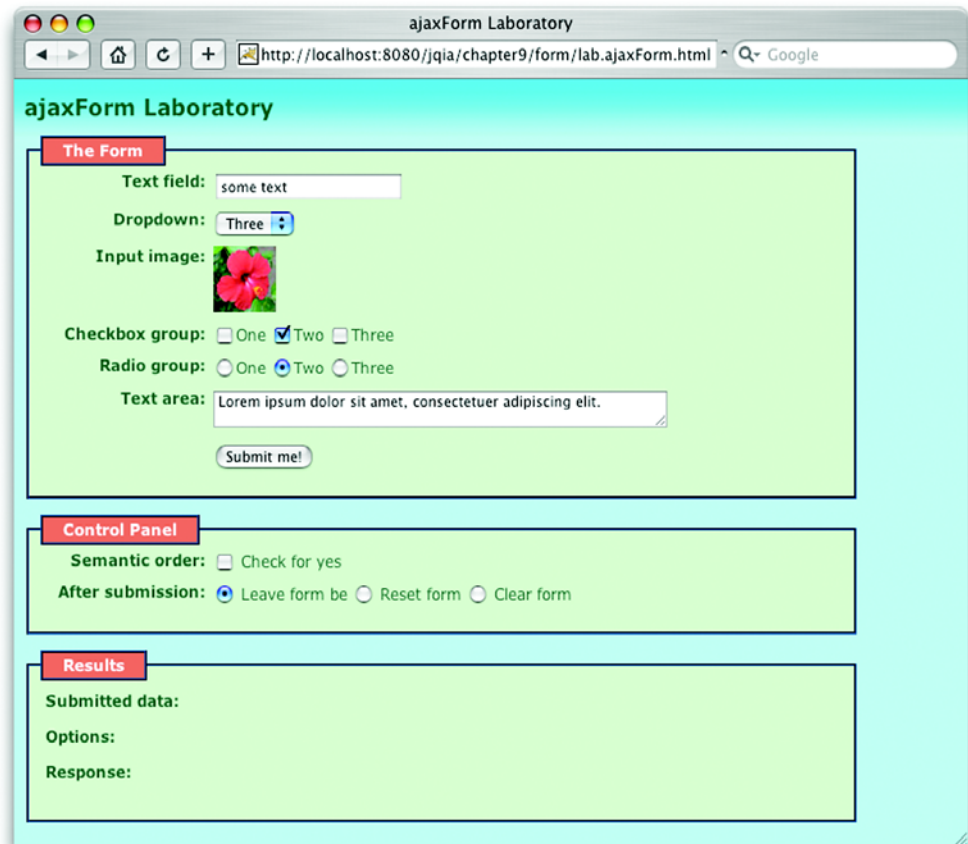 ajaxForm Laboratory
http://localhost:8080/jqia/chapter9/form/lab.ajaxForm.html
Google
ajaxForm Laboratory
The Form
Text field: some text
Dropdown: Three
Input image:
Checkbox group: One Two Three
Radio group: One Two Three
Text area: Lorem ipsum dolor sit amet, consectetuer adipiscing elit.
Submit me!
Control Panel
Semantic order: Check for yes
After submission: Leave form be Reset form Clear form
Results
Submitted data:
Options:
Response: